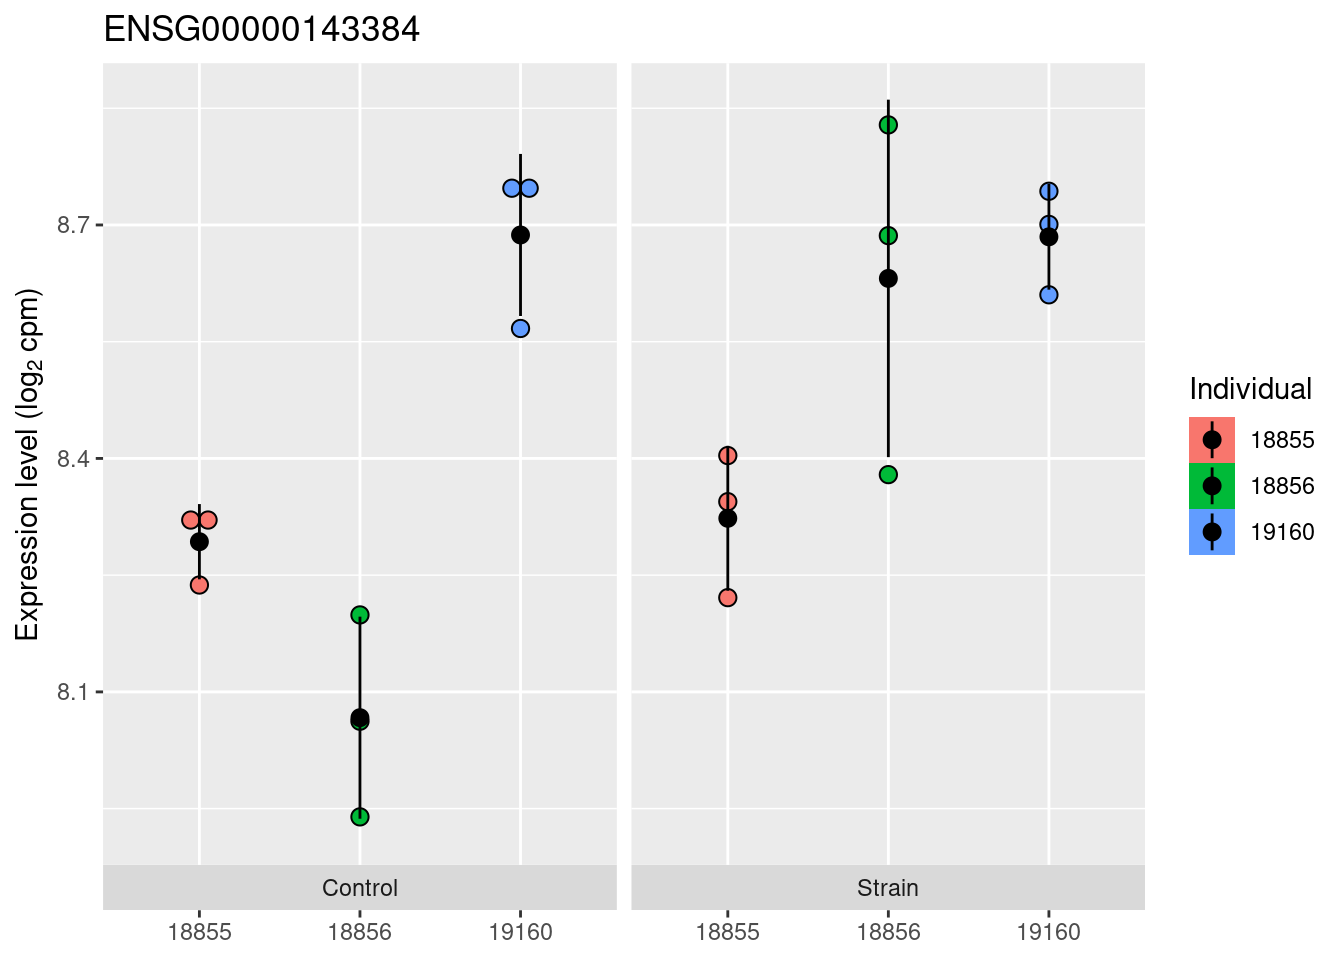 ENSG00000143384
Expression level (log₂ cpm)
8.7
8.4
8.1
Control
Strain
18855
18856
19160
18855
18856
19160
Individual
18855
18856
19160